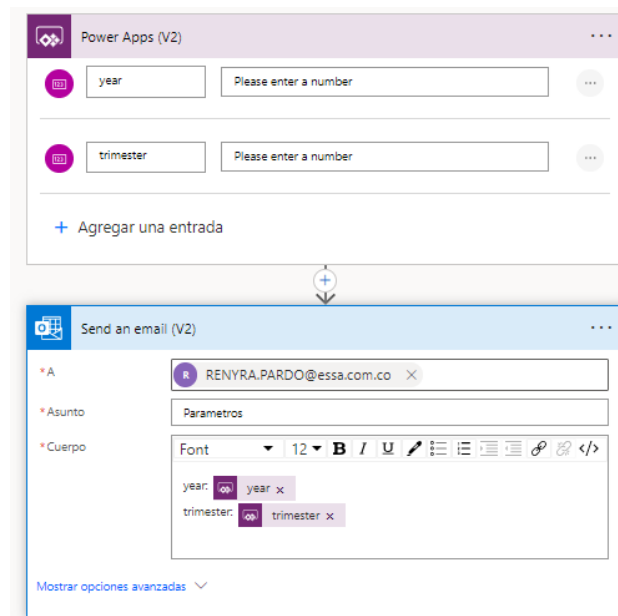 Power Apps (V2)
year
Please enter a number
trimester
Please enter a number
+ Agregar una entrada
Send an email (V2)
*A
R RENYRA.PARDO@essa.com.co
*Asunto
Parametros
*Cuerpo
Font 12 B I U </>
year: year x
trimester: trimester x
Mostrar opciones avanzadas